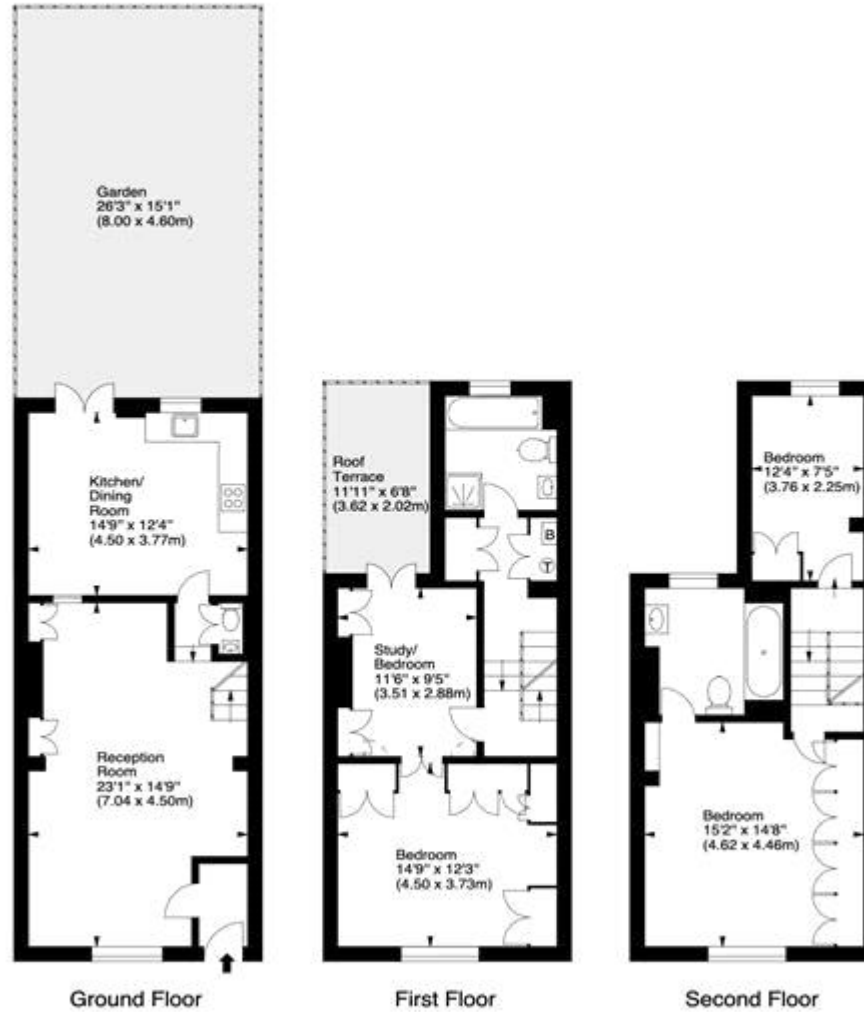 Garden
26'3" x 15'1"
(8.00 x 4.60m)
Kitchen/
Dining
Room
14'9" x 12'4"
(4.50 x 3.77m)
Reception
Room
23'1" x 14'9"
(7.04 x 4.50m)
Ground Floor
Roof
Terrace
11'11" x 6'8"
(3.62 x 2.02m)
B
T
Study/
Bedroom
11'6" x 9'5"
(3.51 x 2.88m)
Bedroom
14'9" x 12'3"
(4.50 x 3.73m)
First Floor
Bedroom
12'4" x 7'5"
(3.76 x 2.25m)
Bedroom
15'2" x 14'8"
(4.62 x 4.46m)
Second Floor